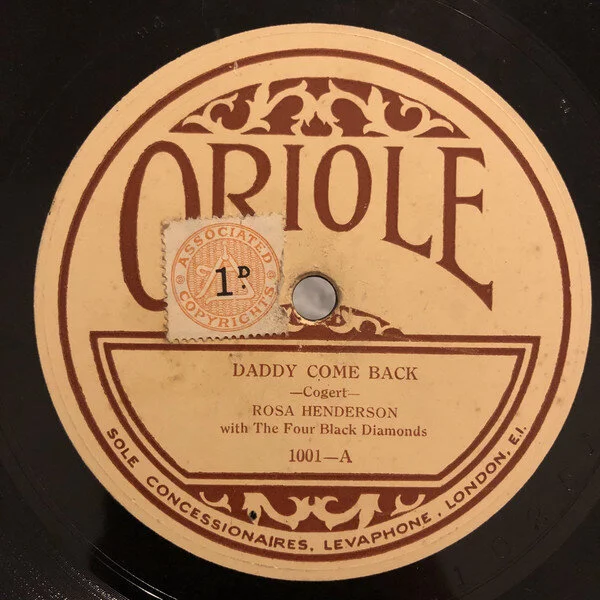 ORIOLE
ASSOCIATED
1D.
COPYRIGHTS
DADDY COME BACK
—Cogert—
ROSA HENDERSON
with The Four Black Diamonds
1001—A
SOLE CONCESSIONAIRES, LEVAPHONE, LONDON, E.I.